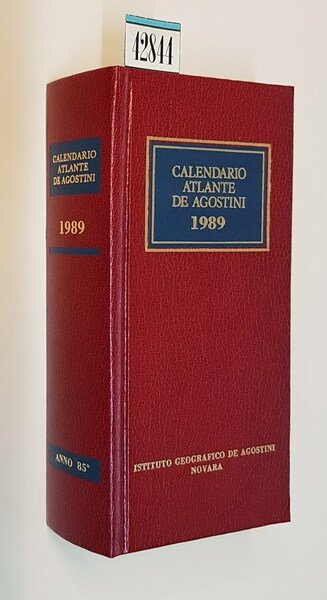 42844
CALENDARIO
ATLANTE
DE AGOSTINI
1989
ANNO 85°
CALENDARIO
ATLANTE
DE AGOSTINI
1989
ISTITUTO GEOGRAFICO DE AGOSTINI
NOVARA